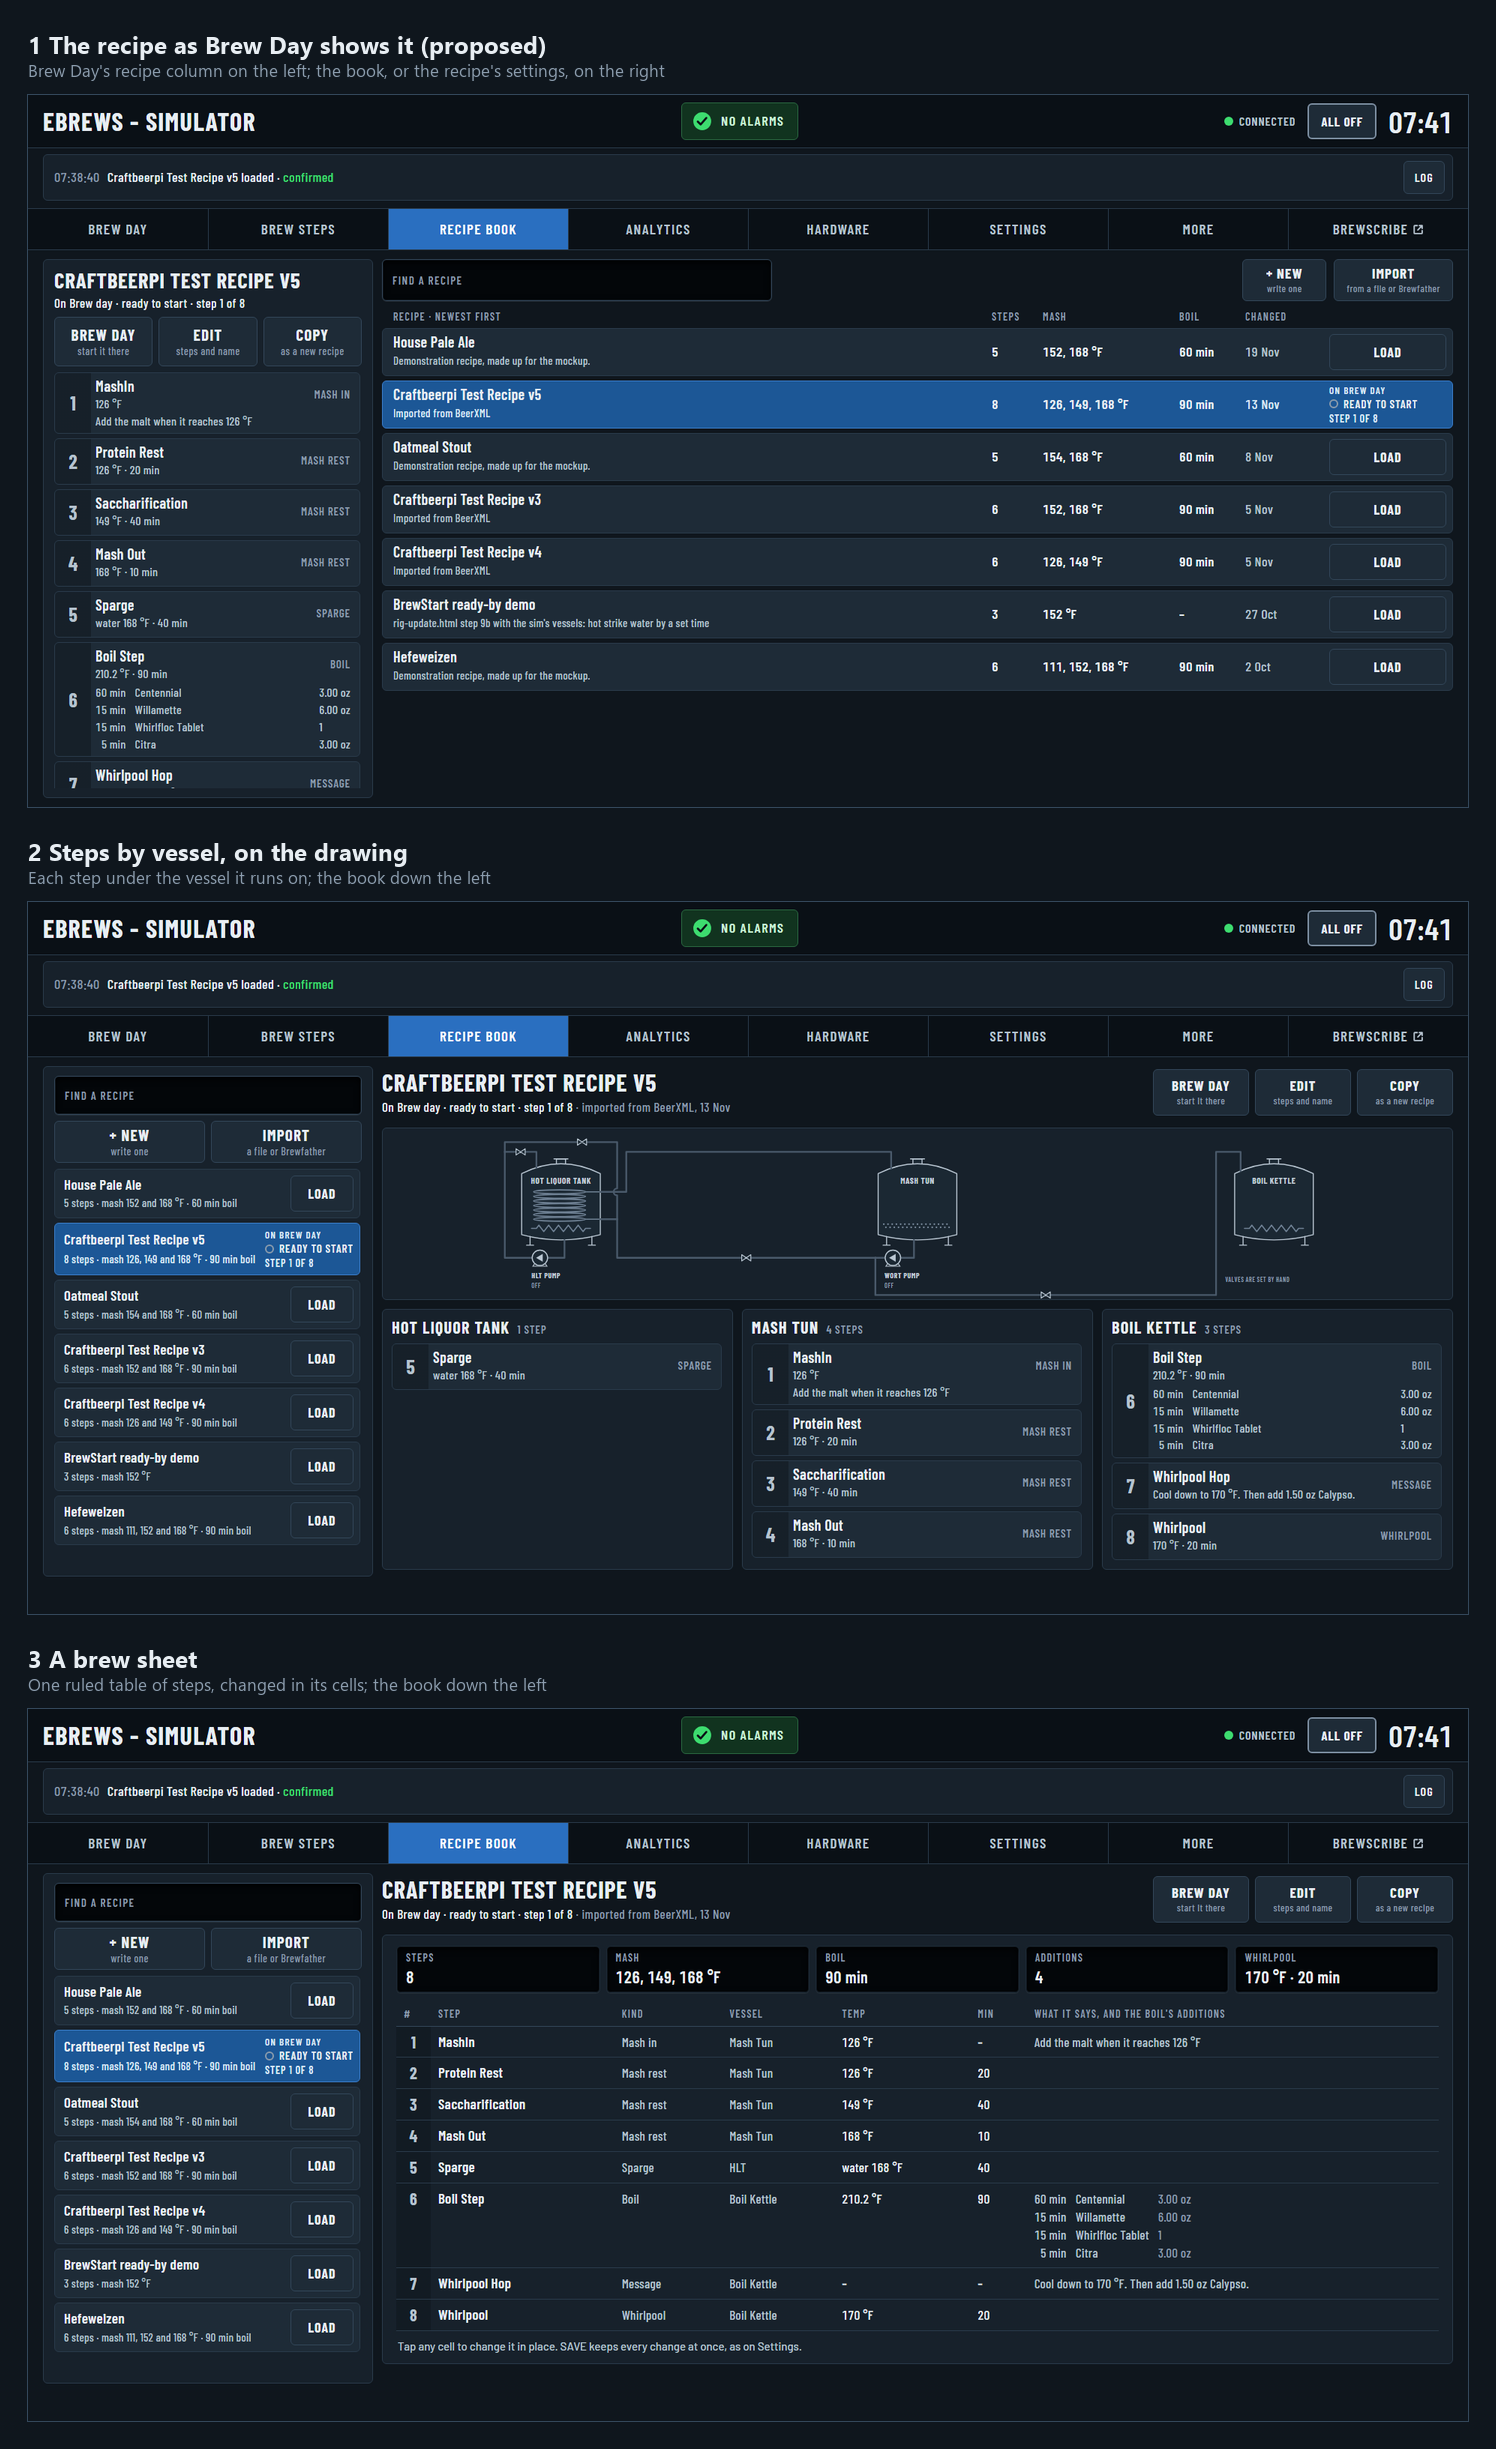 1 The recipe as Brew Day shows it (proposed)
Brew Day's recipe column on the left; the book, or the recipe's settings, on the right
EBREWS - SIMULATOR
NO ALARMS
CONNECTED
ALL OFF
07:41
07:38:40 Craftbeerpi Test Recipe v5 loaded · confirmed
LOG
BREW DAY
BREW STEPS
RECIPE BOOK
ANALYTICS
HARDWARE
SETTINGS
MORE
BREWSCRIBE
CRAFTBEERPI TEST RECIPE V5
On Brew day · ready to start · step 1 of 8
BREW DAY
start it there
EDIT
steps and name
COPY
as a new recipe
1 MashIn MASH IN
126 °F
Add the malt when it reaches 126 °F
2 Protein Rest MASH REST
126 °F · 20 min
3 Saccharification MASH REST
149 °F · 40 min
4 Mash Out MASH REST
168 °F · 10 min
5 Sparge SPARGE
water 168 °F · 40 min
6 Boil Step BOIL
210.2 °F · 90 min
60 min Centennial 3.00 oz
15 min Willamette 6.00 oz
15 min Whirlfloc Tablet 1
5 min Citra 3.00 oz
7 Whirlpool Hop MESSAGE
FIND A RECIPE
+ NEW
write one
IMPORT
from a file or Brewfather
RECIPE · NEWEST FIRST STEPS MASH BOIL CHANGED
House Pale Ale 5 152, 168 °F 60 min 19 Nov LOAD
Demonstration recipe, made up for the mockup.
Craftbeerpi Test Recipe v5 8 126, 149, 168 °F 90 min 13 Nov ON BREW DAY READY TO START STEP 1 OF 8
Imported from BeerXML
Oatmeal Stout 5 154, 168 °F 60 min 8 Nov LOAD
Demonstration recipe, made up for the mockup.
Craftbeerpi Test Recipe v3 6 152, 168 °F 90 min 5 Nov LOAD
Imported from BeerXML
Craftbeerpi Test Recipe v4 6 126, 149 °F 90 min 5 Nov LOAD
Imported from BeerXML
BrewStart ready-by demo 3 152 °F – 27 Oct LOAD
rig-update.html step 9b with the sim's vessels: hot strike water by a set time
Hefeweizen 6 111, 152, 168 °F 90 min 2 Oct LOAD
Demonstration recipe, made up for the mockup.
2 Steps by vessel, on the drawing
Each step under the vessel it runs on; the book down the left
EBREWS - SIMULATOR
NO ALARMS
CONNECTED
ALL OFF
07:41
07:38:40 Craftbeerpi Test Recipe v5 loaded · confirmed
LOG
BREW DAY
BREW STEPS
RECIPE BOOK
ANALYTICS
HARDWARE
SETTINGS
MORE
BREWSCRIBE
FIND A RECIPE
+ NEW
write one
IMPORT
a file or Brewfather
House Pale Ale LOAD
5 steps · mash 152 and 168 °F · 60 min boil
Craftbeerpi Test Recipe v5 ON BREW DAY READY TO START STEP 1 OF 8
8 steps · mash 126, 149 and 168 °F · 90 min boil
Oatmeal Stout LOAD
5 steps · mash 154 and 168 °F · 60 min boil
Craftbeerpi Test Recipe v3 LOAD
6 steps · mash 152 and 168 °F · 90 min boil
Craftbeerpi Test Recipe v4 LOAD
6 steps · mash 126 and 149 °F · 90 min boil
BrewStart ready-by demo LOAD
3 steps · mash 152 °F
Hefeweizen LOAD
6 steps · mash 111, 152 and 168 °F · 90 min boil
CRAFTBEERPI TEST RECIPE V5
On Brew day · ready to start · step 1 of 8 · imported from BeerXML, 13 Nov
BREW DAY
start it there
EDIT
steps and name
COPY
as a new recipe
HOT LIQUOR TANK
MASH TUN
BOIL KETTLE
HLT PUMP
OFF
WORT PUMP
OFF
VALVES ARE SET BY HAND
HOT LIQUOR TANK 1 STEP
5 Sparge SPARGE
water 168 °F · 40 min
MASH TUN 4 STEPS
1 MashIn MASH IN
126 °F
Add the malt when it reaches 126 °F
2 Protein Rest MASH REST
126 °F · 20 min
3 Saccharification MASH REST
149 °F · 40 min
4 Mash Out MASH REST
168 °F · 10 min
BOIL KETTLE 3 STEPS
6 Boil Step BOIL
210.2 °F · 90 min
60 min Centennial 3.00 oz
15 min Willamette 6.00 oz
15 min Whirlfloc Tablet 1
5 min Citra 3.00 oz
7 Whirlpool Hop MESSAGE
Cool down to 170 °F. Then add 1.50 oz Calypso.
8 Whirlpool WHIRLPOOL
170 °F · 20 min
3 A brew sheet
One ruled table of steps, changed in its cells; the book down the left
EBREWS - SIMULATOR
NO ALARMS
CONNECTED
ALL OFF
07:41
07:38:40 Craftbeerpi Test Recipe v5 loaded · confirmed
LOG
BREW DAY
BREW STEPS
RECIPE BOOK
ANALYTICS
HARDWARE
SETTINGS
MORE
BREWSCRIBE
FIND A RECIPE
+ NEW
write one
IMPORT
a file or Brewfather
House Pale Ale LOAD
5 steps · mash 152 and 168 °F · 60 min boil
Craftbeerpi Test Recipe v5 ON BREW DAY READY TO START STEP 1 OF 8
8 steps · mash 126, 149 and 168 °F · 90 min boil
Oatmeal Stout LOAD
5 steps · mash 154 and 168 °F · 60 min boil
Craftbeerpi Test Recipe v3 LOAD
6 steps · mash 152 and 168 °F · 90 min boil
Craftbeerpi Test Recipe v4 LOAD
6 steps · mash 126 and 149 °F · 90 min boil
BrewStart ready-by demo LOAD
3 steps · mash 152 °F
Hefeweizen LOAD
6 steps · mash 111, 152 and 168 °F · 90 min boil
CRAFTBEERPI TEST RECIPE V5
On Brew day · ready to start · step 1 of 8 · imported from BeerXML, 13 Nov
BREW DAY
start it there
EDIT
steps and name
COPY
as a new recipe
STEPS MASH BOIL ADDITIONS WHIRLPOOL
8 126, 149, 168 °F 90 min 4 170 °F · 20 min
# STEP KIND VESSEL TEMP MIN WHAT IT SAYS, AND THE BOIL'S ADDITIONS
1 MashIn Mash in Mash Tun 126 °F – Add the malt when it reaches 126 °F
2 Protein Rest Mash rest Mash Tun 126 °F 20
3 Saccharification Mash rest Mash Tun 149 °F 40
4 Mash Out Mash rest Mash Tun 168 °F 10
5 Sparge Sparge HLT water 168 °F 40
6 Boil Step Boil Boil Kettle 210.2 °F 90 60 min Centennial 3.00 oz
15 min Willamette 6.00 oz
15 min Whirlfloc Tablet 1
5 min Citra 3.00 oz
7 Whirlpool Hop Message Boil Kettle – – Cool down to 170 °F. Then add 1.50 oz Calypso.
8 Whirlpool Whirlpool Boil Kettle 170 °F 20
Tap any cell to change it in place. SAVE keeps every change at once, as on Settings.